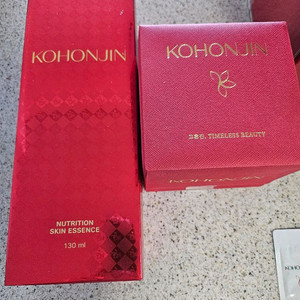 KOHONJIN
NUTRITION
SKIN ESSENCE
130 ml
KOHONJIN
고혼진, TIMELESS BEAUTY
KOHONJIN